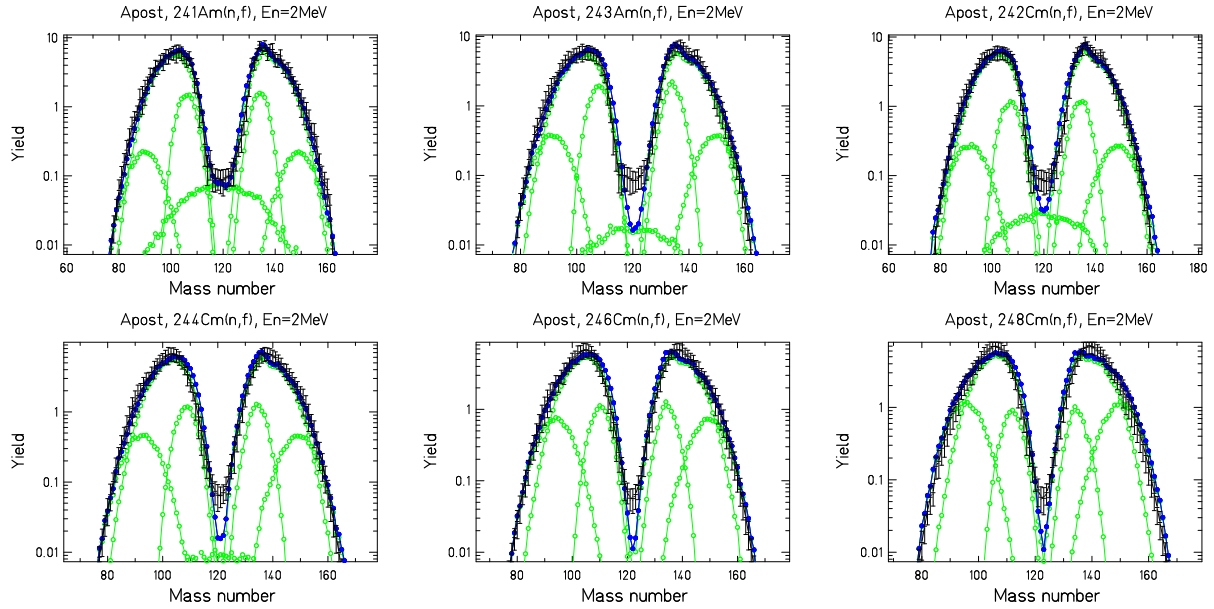 Apost, 241Am(n,f), En=2MeV
10
1
0.1
0.01
Yield
60 80 100 120 140 160
Mass number
Apost, 243Am(n,f), En=2MeV
10
1
0.1
0.01
Yield
80 100 120 140 160
Mass number
Apost, 242Cm(n,f), En=2MeV
10
1
0.1
0.01
Yield
60 80 100 120 140 160 180
Mass number
Apost, 244Cm(n,f), En=2MeV
1
0.1
0.01
Yield
80 100 120 140 160
Mass number
Apost, 246Cm(n,f), En=2MeV
1
0.1
0.01
Yield
80 100 120 140 160
Mass number
Apost, 248Cm(n,f), En=2MeV
1
0.1
0.01
Yield
80 100 120 140 160
Mass number